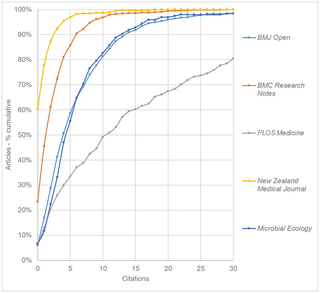 100%
90%
80%
70%
60%
50%
40%
30%
20%
10%
0%
Articles - % cumulative
0
5
10
15
20
25
30
Citations
BMJ Open
BMC Research
Notes
PLOS Medicine
New Zealand
Medical Journal
Microbial Ecology